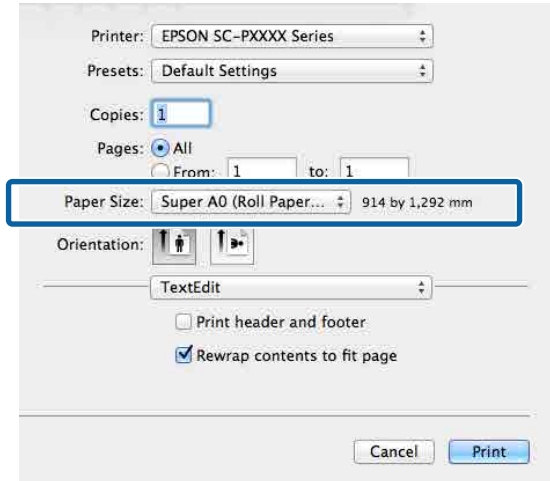 Printer: EPSON SC-PXXXX Series
Presets: Default Settings
Copies: 1
Pages: All
From: 1 to: 1
Paper Size: Super A0 (Roll Paper... 914 by 1,292 mm
Orientation:
TextEdit
Print header and footer
Rewrap contents to fit page
Cancel Print